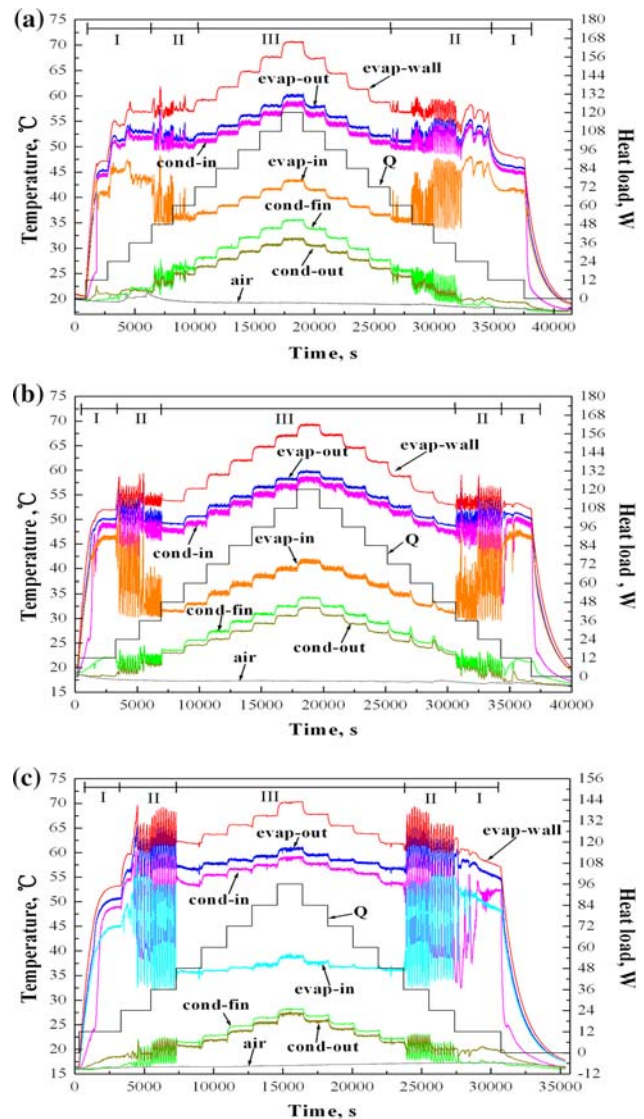 (a)
I II III II I
evap-wall
evap-out
cond-in
evap-in
Q
cond-fin
cond-out
air
75
70
65
60
55
50
45
40
35
30
25
20
180
168
156
144
132
120
108
96
84
72
60
48
36
24
12
0
0 5000 10000 15000 20000 25000 30000 35000 40000
Temperature, ℃
Heat load, W
Time, s
(b)
I II III II I
evap-wall
evap-out
cond-in
evap-in
Q
cond-fin
cond-out
air
75
70
65
60
55
50
45
40
35
30
25
20
15
180
168
156
144
132
120
108
96
84
72
60
48
36
24
12
0
0 5000 10000 15000 20000 25000 30000 35000 40000
Temperature ,℃
Heat load , W
Time, s
(c)
I II III II I
evap-wall
evap-out
cond-in
Q
evap-in
cond-fin
cond-out
air
75
70
65
60
55
50
45
40
35
30
25
20
15
156
144
132
120
108
96
84
72
60
48
36
24
12
0
-12
0 5000 10000 15000 20000 25000 30000 35000
Temperature, ℃
Heat load, W
Time, s